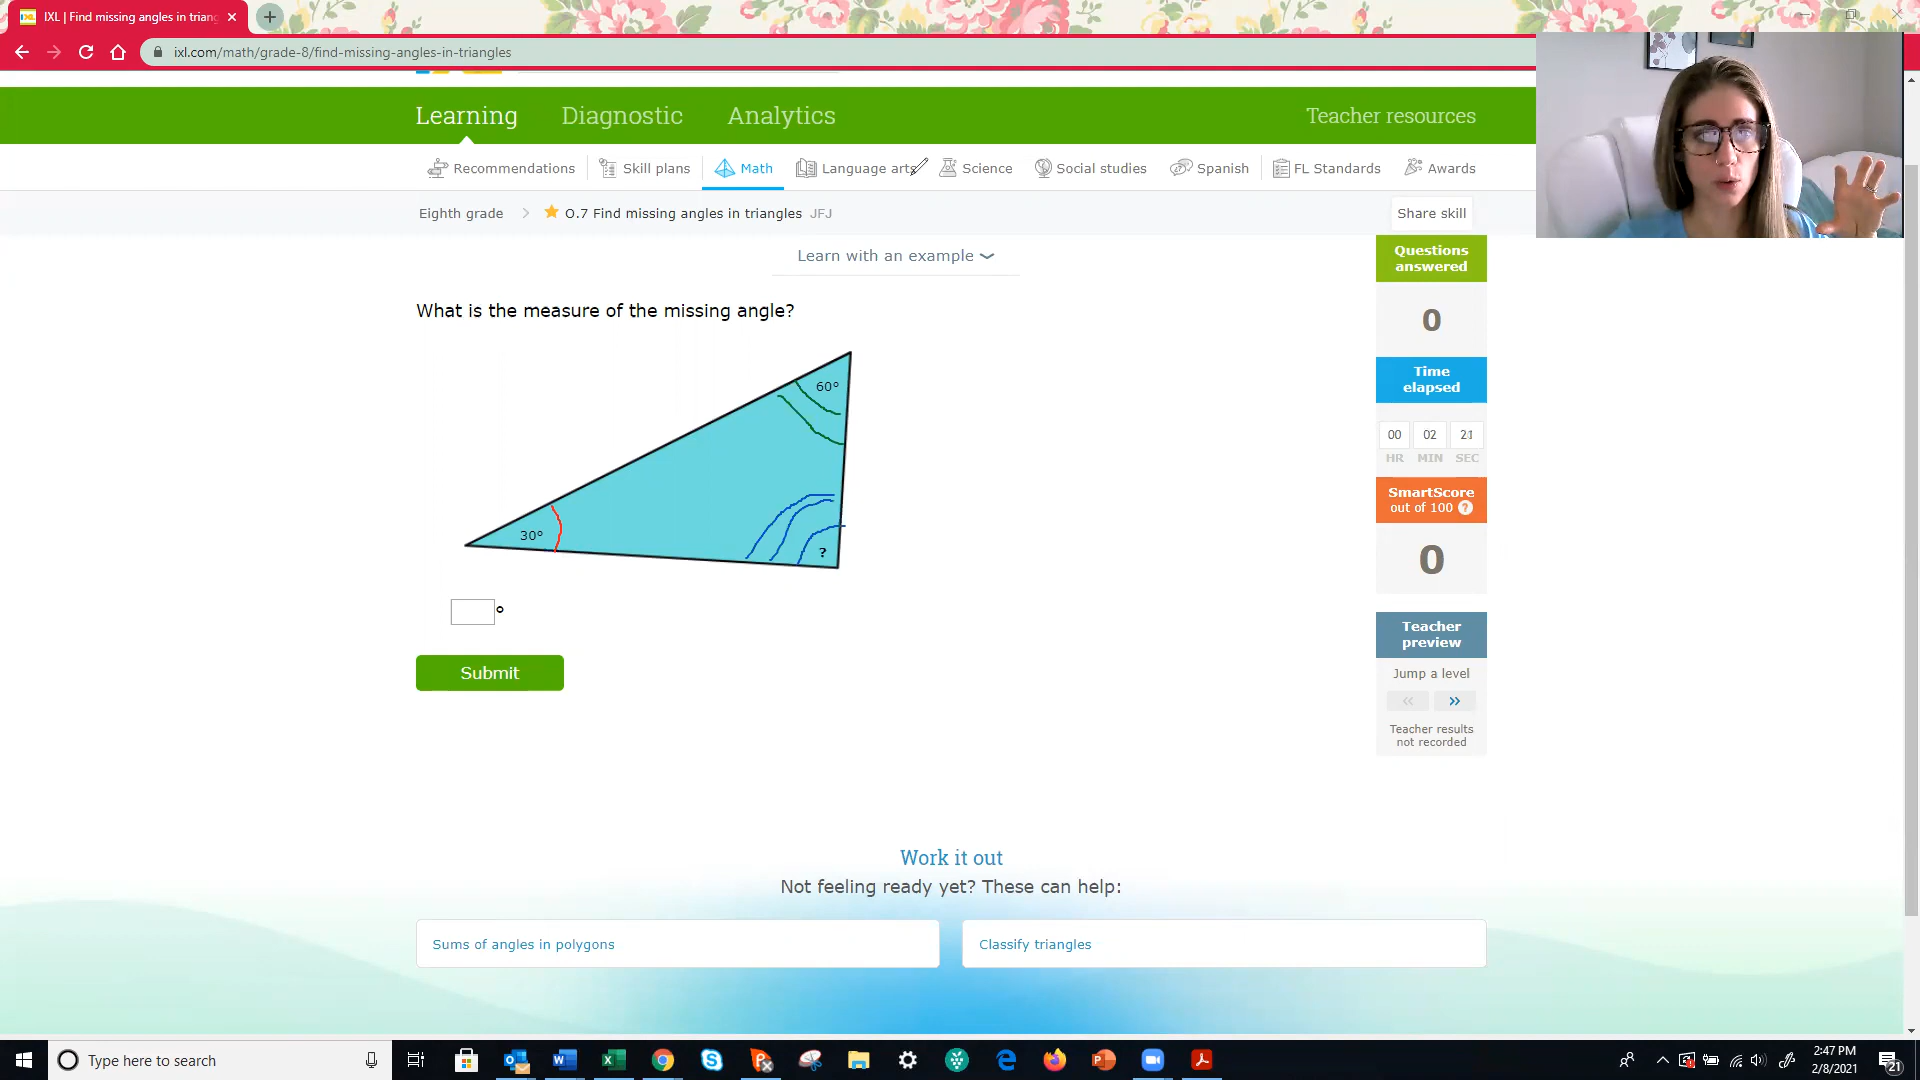 IXL | Find missing angles in triang
ixl.com/math/grade-8/find-missing-angles-in-triangles
Learning Diagnostic Analytics Teacher resources
Recommendations Skill plans Math Language arts Science Social studies Spanish FL Standards Awards
Eighth grade > O.7 Find missing angles in triangles JFJ Share skill
Learn with an example
Questions
answered
0
Time
elapsed
00 02 21
HR MIN SEC
SmartScore
out of 100 ?
0
Teacher
preview
Jump a level
Teacher results
not recorded
What is the measure of the missing angle?
60°
30°
?
°
Submit
Work it out
Not feeling ready yet? These can help:
Sums of angles in polygons
Classify triangles
Type here to search
2:47 PM
2/8/2021
21